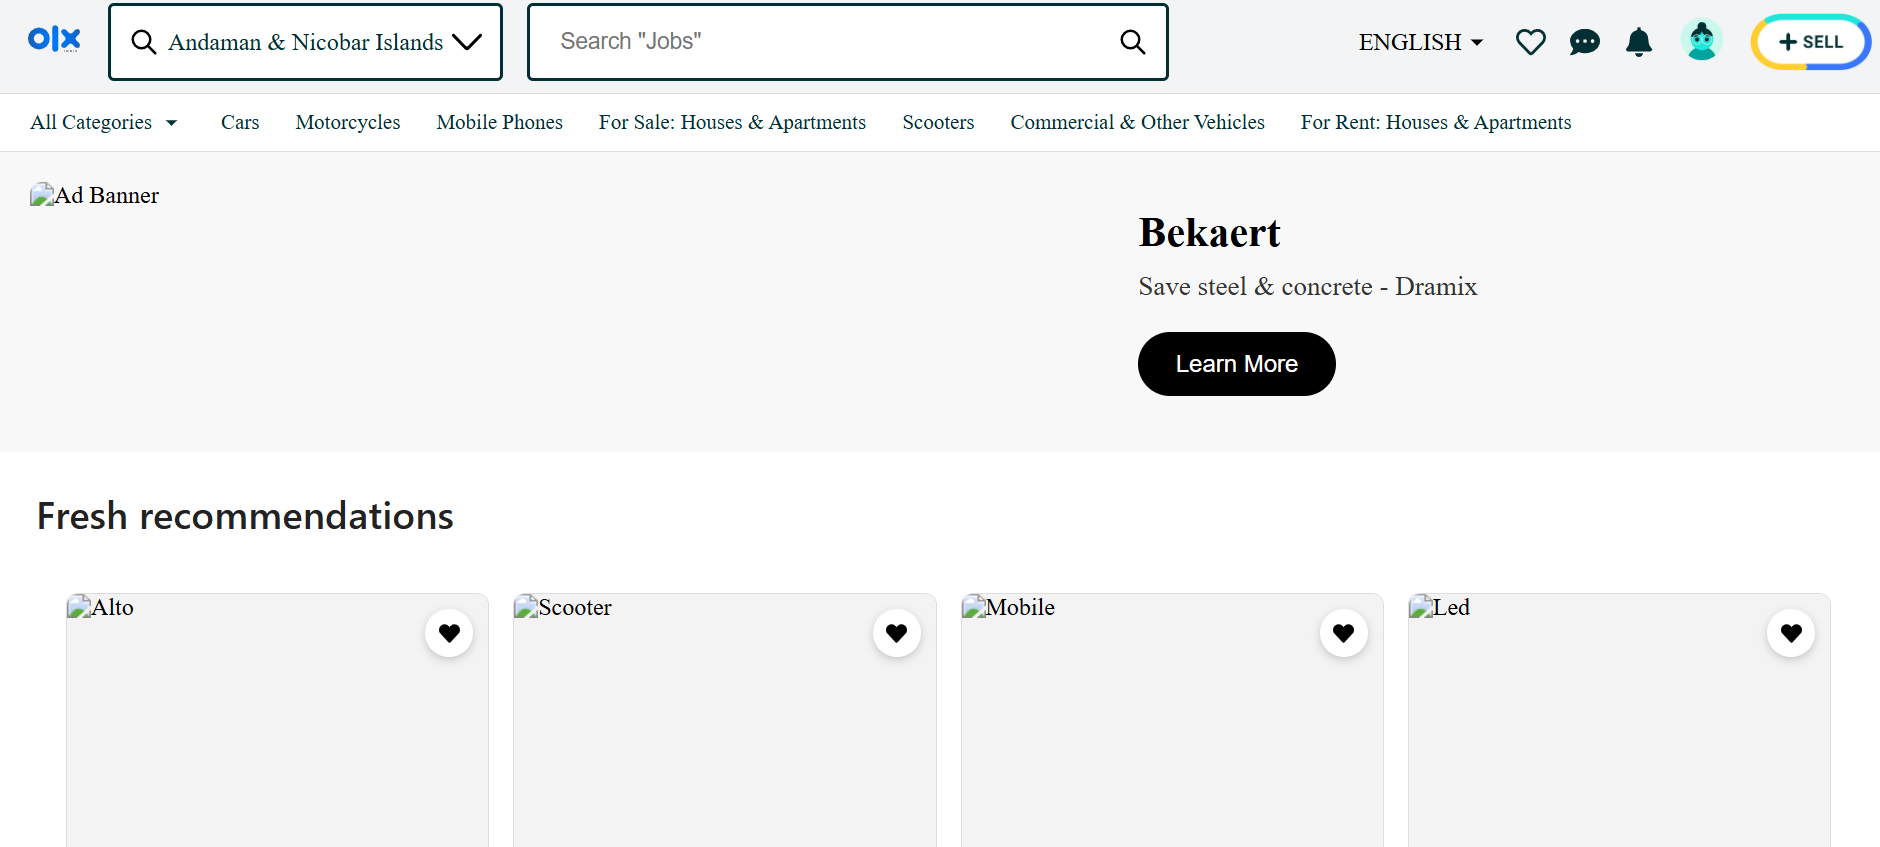 olx
Andaman & Nicobar Islands
Search "Jobs"
ENGLISH
+ SELL
All Categories
Cars
Motorcycles
Mobile Phones
For Sale: Houses & Apartments
Scooters
Commercial & Other Vehicles
For Rent: Houses & Apartments
Ad Banner
Bekaert
Save steel & concrete - Dramix
Learn More
Fresh recommendations
Alto
Scooter
Mobile
Led